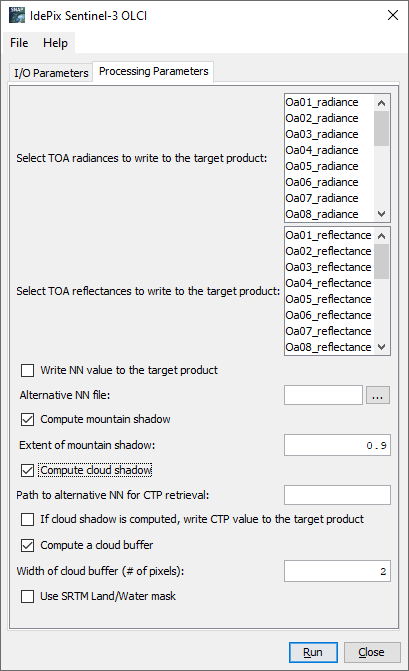 SNAP IdePix Sentinel-3 OLCI
File Help
I/O Parameters Processing Parameters
Oa01_radiance
Oa02_radiance
Oa03_radiance
Oa04_radiance
Select TOA radiances to write to the target product:
Oa05_radiance
Oa06_radiance
Oa07_radiance
Oa08_radiance
Oa01_reflectance
Oa02_reflectance
Oa03_reflectance
Oa04_reflectance
Select TOA reflectances to write to the target product:
Oa05_reflectance
Oa06_reflectance
Oa07_reflectance
Oa08_reflectance
Write NN value to the target product
Alternative NN file: ...
Compute mountain shadow
Extent of mountain shadow: 0.9
Compute cloud shadow
Path to alternative NN for CTP retrieval:
If cloud shadow is computed, write CTP value to the target product
Compute a cloud buffer
Width of cloud buffer (# of pixels): 2
Use SRTM Land/Water mask
Run Close